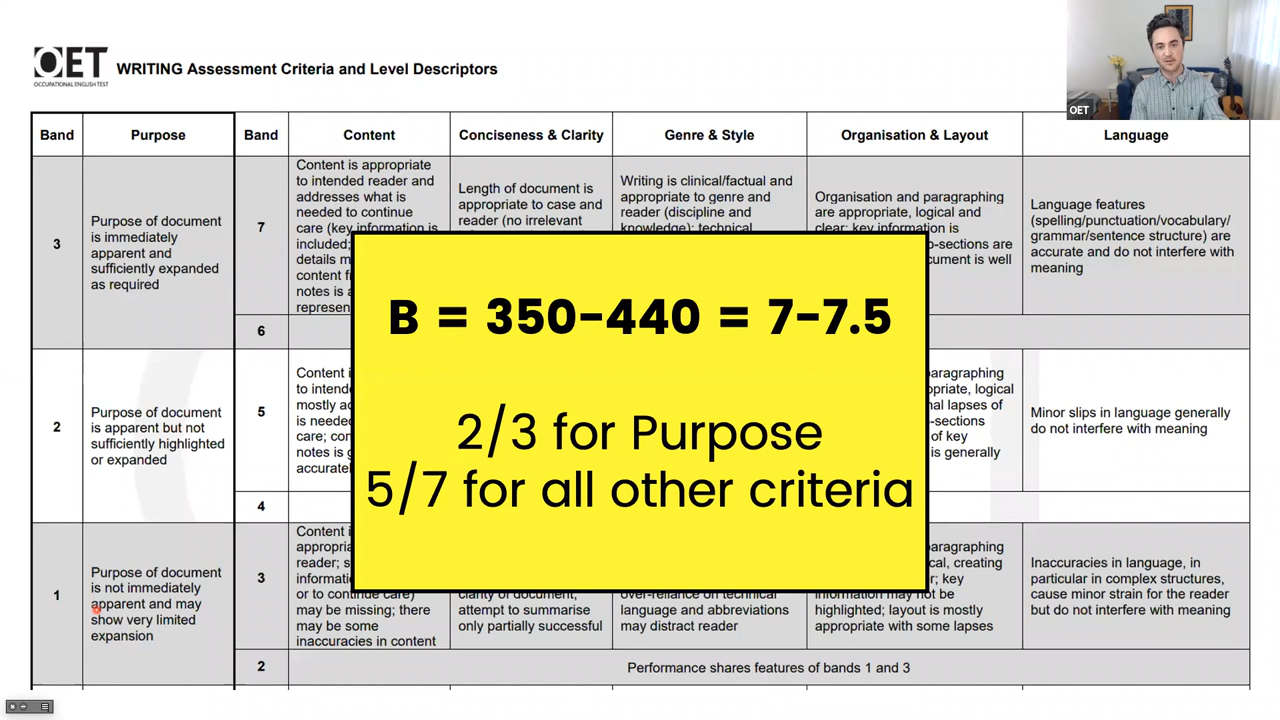 OET
OCCUPATIONAL ENGLISH TEST
WRITING Assessment Criteria and Level Descriptors
OET
Band
Purpose
Band
Content
Conciseness & Clarity
Genre & Style
Organisation & Layout
Language
3
Purpose of document
is immediately
apparent and
sufficiently expanded
as required
7
Content is appropriate
to intended reader and
addresses what is
needed to continue
care (key information is
included;
details m
content f
notes is a
represen
Length of document is
appropriate to case and
reader (no irrelevant
Writing is clinical/factual and
appropriate to genre and
reader (discipline and
knowledge); technical
Organisation and paragraphing
are appropriate, logical and
clear; key information is
-sections are
cument is well
Language features
(spelling/punctuation/vocabulary/
grammar/sentence structure) are
accurate and do not interfere with
meaning
6
B = 350-440 = 7-7.5
2/3 for Purpose
5/7 for all other criteria
2
Purpose of document
is apparent but not
sufficiently highlighted
or expanded
5
Content i
to intend
mostly a
is neede
care; con
notes is g
accurate
paragraphing
opriate, logical
nal lapses of
-sections
of key
is generally
Minor slips in language generally
do not interfere with meaning
4
1
Purpose of document
is not immediately
apparent and may
show very limited
expansion
3
Content i
appropria
reader; s
informatio
or to continue care)
may be missing; there
may be some
inaccuracies in content
clarity of document;
attempt to summarise
only partially successful
over-reliance on technical
language and abbreviations
may distract reader
paragraphing
cal, creating
r; key
information may not be
highlighted; layout is mostly
appropriate with some lapses
Inaccuracies in language, in
particular in complex structures,
cause minor strain for the reader
but do not interfere with meaning
2
Performance shares features of bands 1 and 3